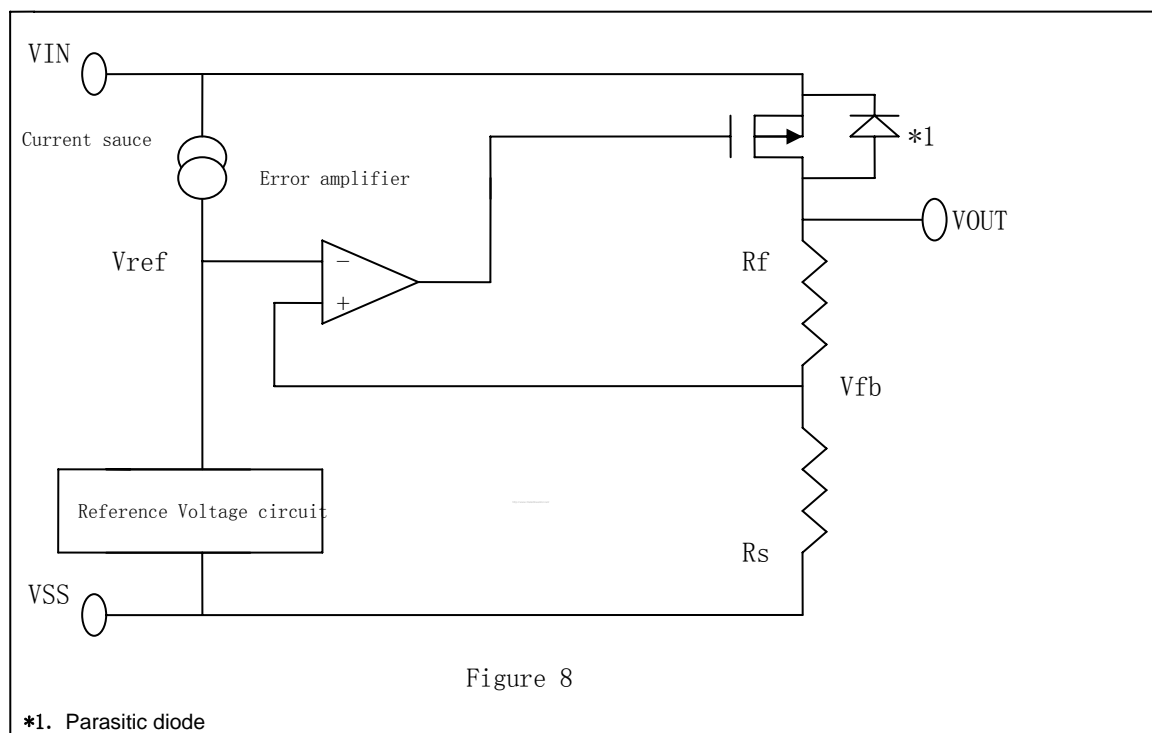 VIN
Current sauce
Error amplifier
*1
VOUT
Vref
−
Rf
+
Vfb
Reference Voltage circuit
Rs
VSS
Figure 8
*1. Parasitic diode